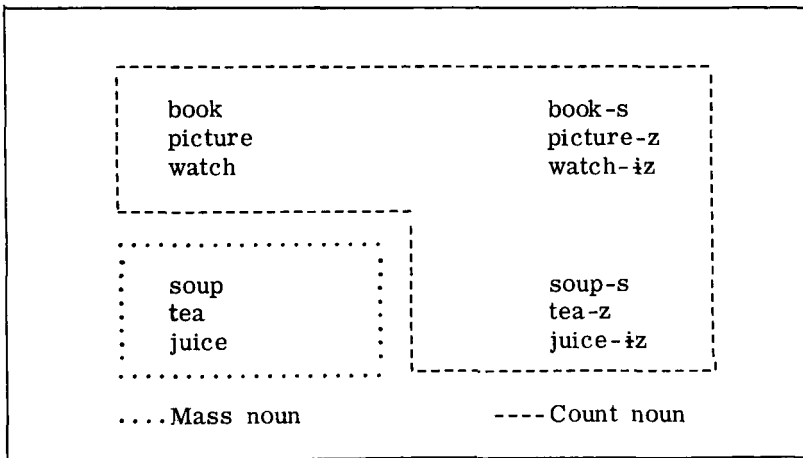 book book-s
picture picture-z
watch watch-ɨz
soup soup-s
tea tea-z
juice juice-ɨz
....Mass noun ----Count noun